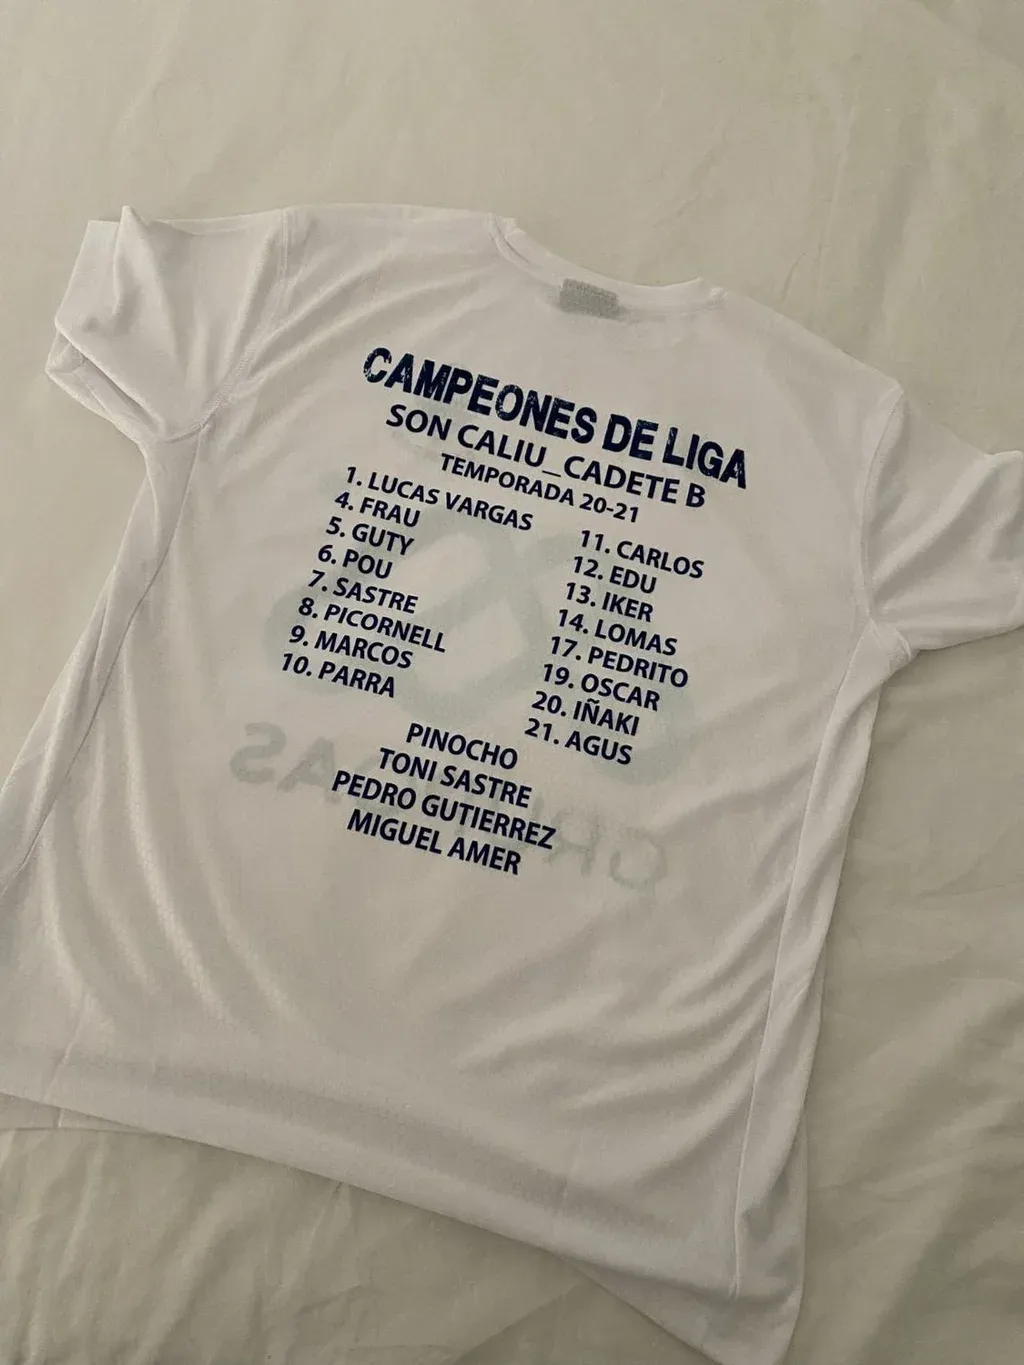 CAMPEONES DE LIGA
SON CALIU_CADETE B
TEMPORADA 20-21
1. LUCAS VARGAS
4. FRAU
5. GUTY
6. POU
7. SASTRE
8. PICORNELL
9. MARCOS
10. PARRA
11. CARLOS
12. EDU
13. IKER
14. LOMAS
17. PEDRITO
19. OSCAR
20. IÑAKI
21. AGUS
PINOCHO
TONI SASTRE
PEDRO GUTIERREZ
MIGUEL AMER